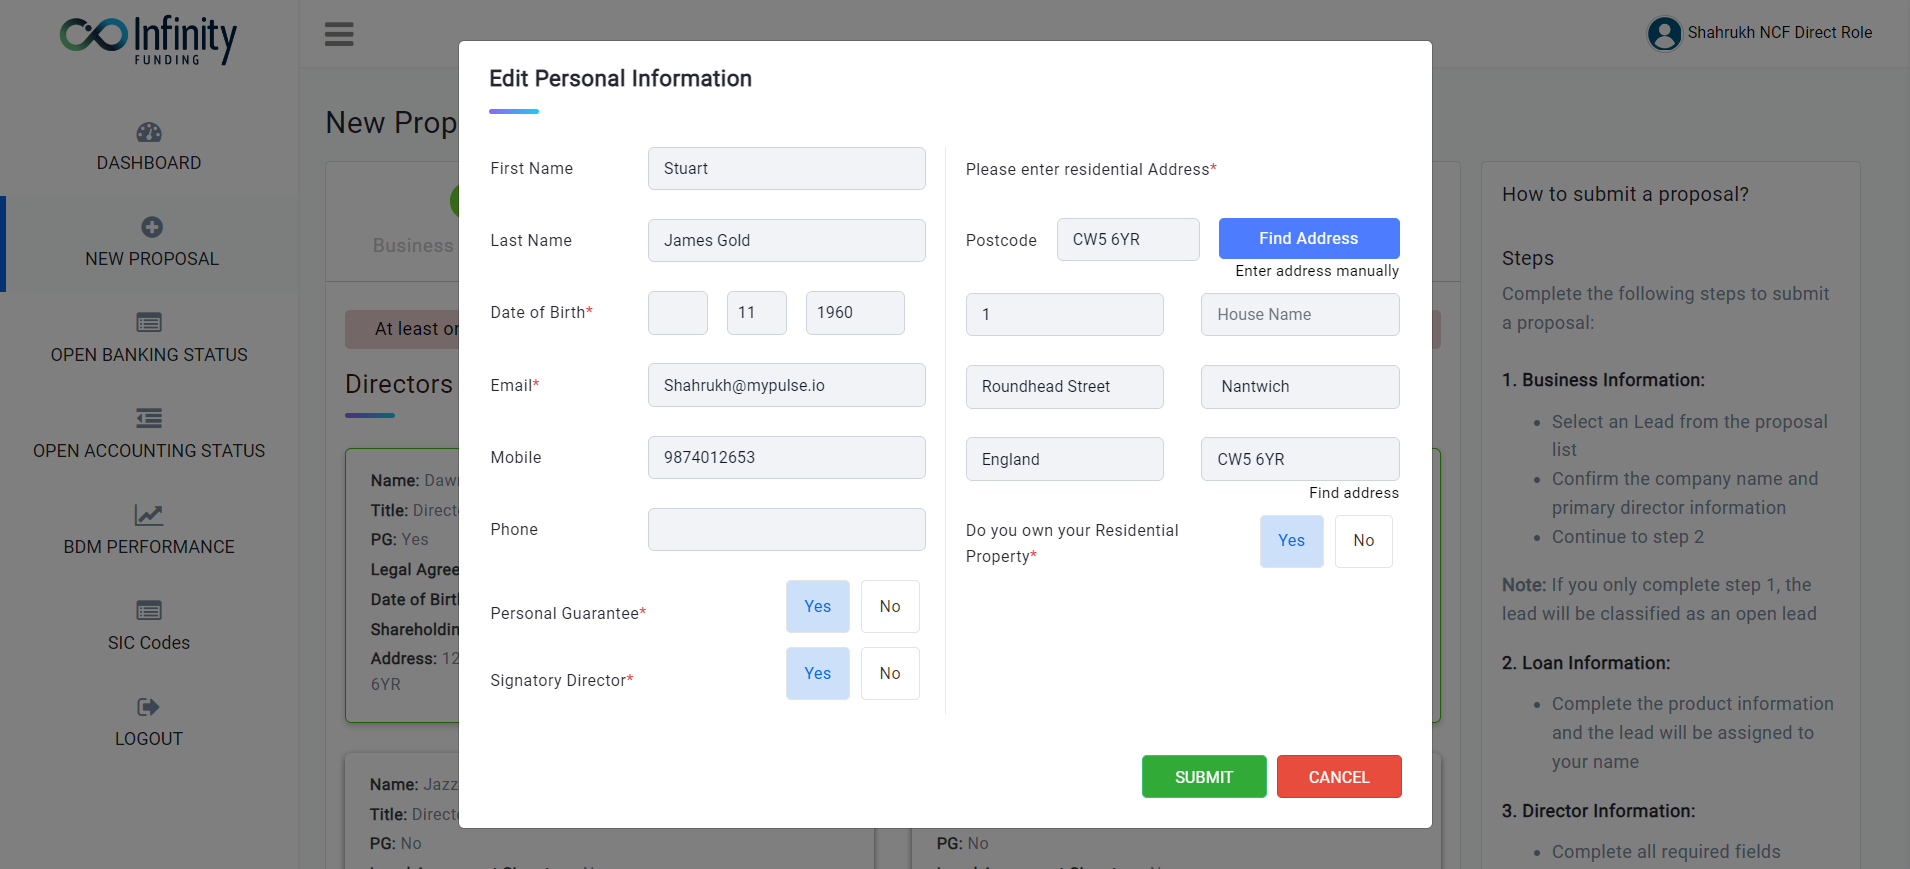 Infinity
FUNDING
Shahrukh NCF Direct Role
DASHBOARD
NEW PROPOSAL
OPEN BANKING STATUS
OPEN ACCOUNTING STATUS
BDM PERFORMANCE
SIC Codes
LOGOUT
New Prop
Business
At least
Directors
Name: Daw
Title: Direct
PG: Yes
Legal Agree
Date of Birt
Shareholdin
Address: 12
6YR
Name: Jazz
Title: Direct
PG: No
PG: No
Edit Personal Information
First Name Stuart
Last Name James Gold
Date of Birth* 11 1960
Email* Shahrukh@mypulse.io
Mobile 9874012653
Phone
Personal Guarantee* Yes No
Signatory Director* Yes No
Please enter residential Address*
Postcode CW5 6YR Find Address
Enter address manually
1 House Name
Roundhead Street Nantwich
England CW5 6YR
Find address
Do you own your Residential
Property* Yes No
SUBMIT CANCEL
How to submit a proposal?
Steps
Complete the following steps to submit
a proposal:
1. Business Information:
• Select an Lead from the proposal
list
• Confirm the company name and
primary director information
• Continue to step 2
Note: If you only complete step 1, the
lead will be classified as an open lead
2. Loan Information:
• Complete the product information
and the lead will be assigned to
your name
3. Director Information:
• Complete all required fields